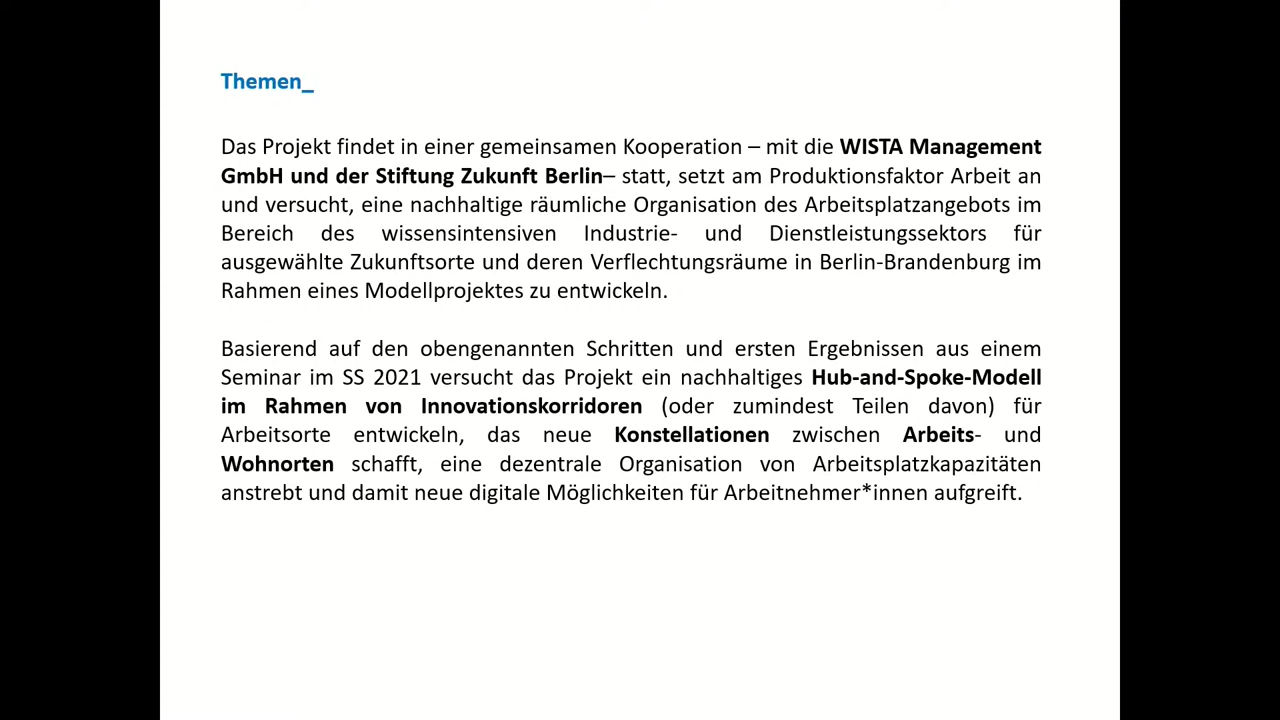 Themen_
Das Projekt findet in einer gemeinsamen Kooperation – mit die WISTA Management
GmbH und der Stiftung Zukunft Berlin– statt, setzt am Produktionsfaktor Arbeit an
und versucht, eine nachhaltige räumliche Organisation des Arbeitsplatzangebots im
Bereich des wissensintensiven Industrie- und Dienstleistungssektors für
ausgewählte Zukunftsorte und deren Verflechtungsräume in Berlin-Brandenburg im
Rahmen eines Modellprojektes zu entwickeln.
Basierend auf den obengenannten Schritten und ersten Ergebnissen aus einem
Seminar im SS 2021 versucht das Projekt ein nachhaltiges Hub-and-Spoke-Modell
im Rahmen von Innovationskorridoren (oder zumindest Teilen davon) für
Arbeitsorte entwickeln, das neue Konstellationen zwischen Arbeits- und
Wohnorten schafft, eine dezentrale Organisation von Arbeitsplatzkapazitäten
anstrebt und damit neue digitale Möglichkeiten für Arbeitnehmer*innen aufgreift.